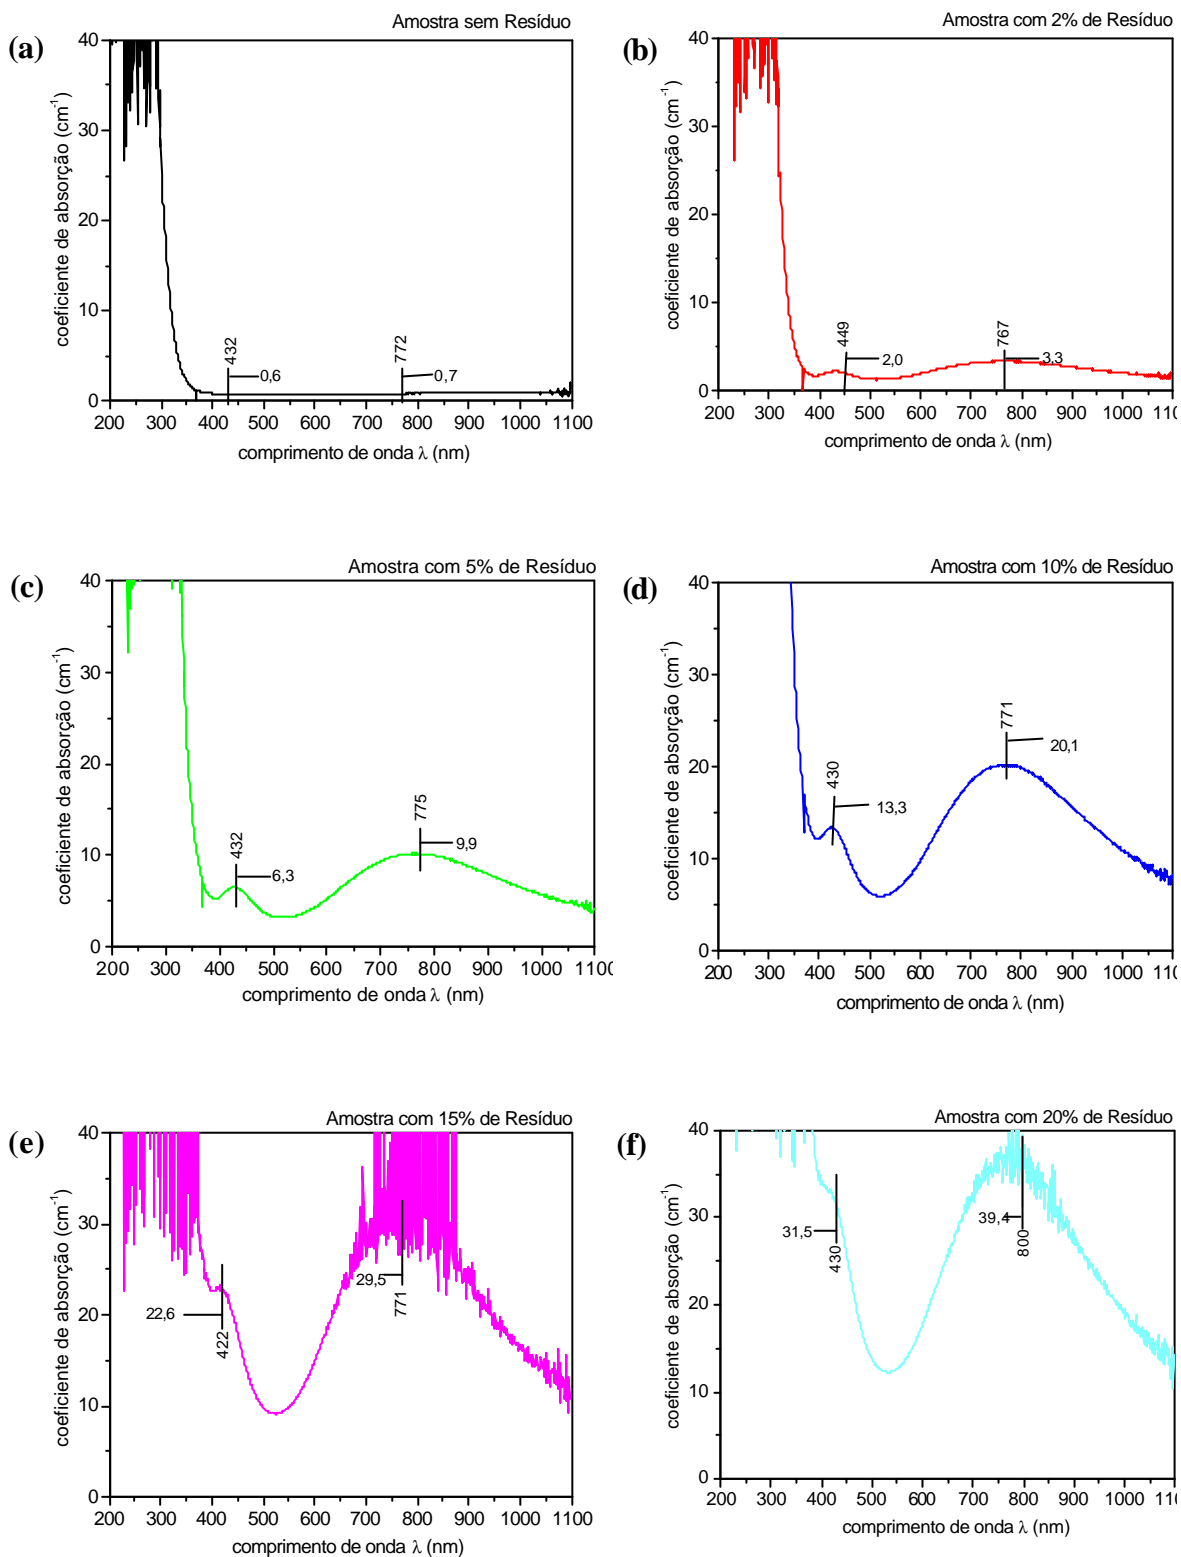 Amostra sem Resíduo
(a)
40
30
20
10
0
coeficiente de absorção (cm⁻¹)
432
0,6
772
0,7
200 300 400 500 600 700 800 900 1000 1100
comprimento de onda λ (nm)
Amostra com 2% de Resíduo
(b)
40
30
20
10
0
coeficiente de absorção (cm⁻¹)
449
2,0
767
3,3
200 300 400 500 600 700 800 900 1000 110
comprimento de onda λ (nm)
Amostra com 5% de Resíduo
(c)
40
30
20
10
0
coeficiente de absorção (cm⁻¹)
432
6,3
775
9,9
200 300 400 500 600 700 800 900 1000 1100
comprimento de onda λ (nm)
Amostra com 10% de Resíduo
(d)
40
30
20
10
0
coeficiente de absorção (cm⁻¹)
430
13,3
771
20,1
200 300 400 500 600 700 800 900 1000 110
comprimento de onda λ (nm)
Amostra com 15% de Resíduo
(e)
40
30
20
10
0
coeficiente de absorção (cm⁻¹)
22,6
422
29,5
771
200 300 400 500 600 700 800 900 1000 1100
comprimento de onda λ (nm)
Amostra com 20% de Resíduo
(f)
40
30
20
10
0
coeficiente de absorção (cm⁻¹)
31,5
430
39,4
800
200 300 400 500 600 700 800 900 1000 110
comprimento de onda λ (nm)